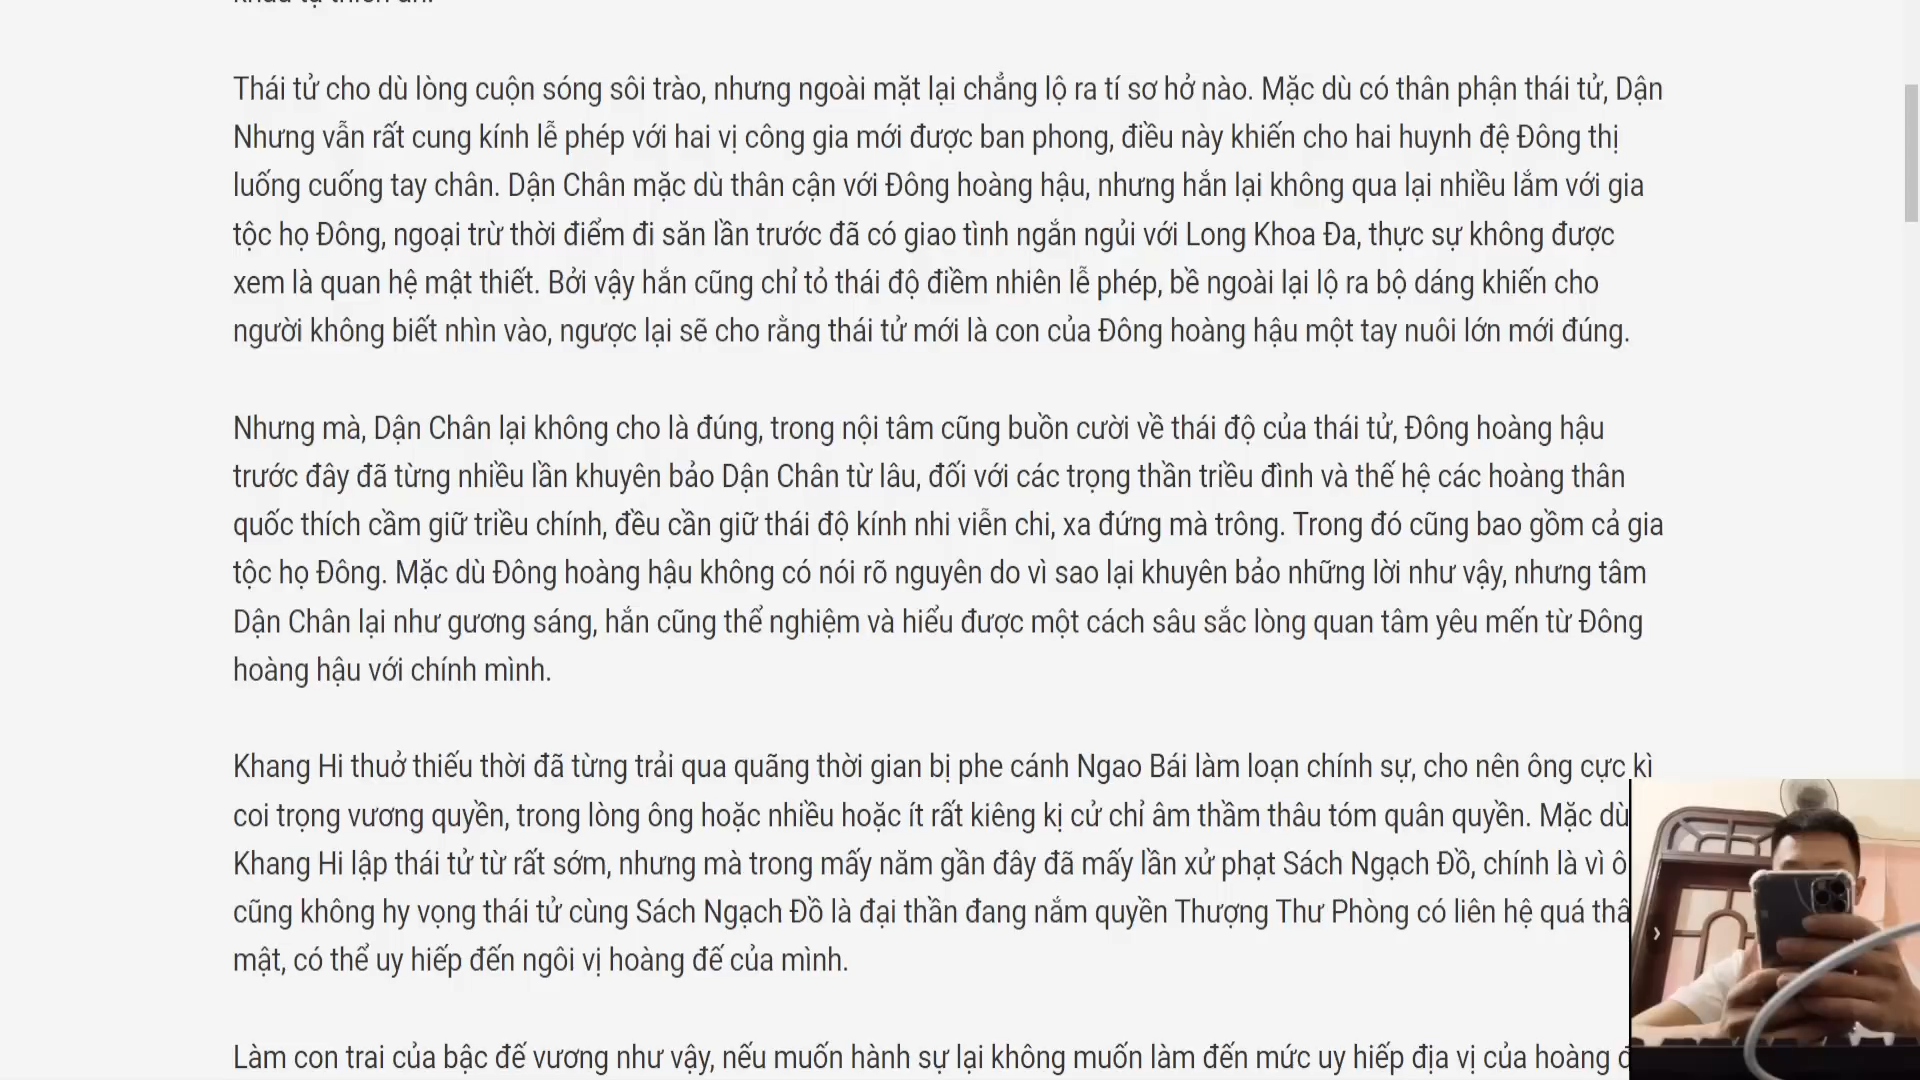 Thái tử cho dù lòng cuộn sóng sôi trào, nhưng ngoài mặt lại chẳng lộ ra tí sơ hở nào. Mặc dù có thân phận thái tử, Dận
Nhưng vẫn rất cung kính lễ phép với hai vị công gia mới được ban phong, điều này khiến cho hai huynh đệ Đông thị
luống cuống tay chân. Dận Chân mặc dù thân cận với Đông hoàng hậu, nhưng hắn lại không qua lại nhiều lắm với gia
tộc họ Đông, ngoại trừ thời điểm đi săn lần trước đã có giao tình ngắn ngủi với Long Khoa Đa, thực sự không được
xem là quan hệ mật thiết. Bởi vậy hắn cũng chỉ tỏ thái độ điềm nhiên lễ phép, bề ngoài lại lộ ra bộ dáng khiến cho
người không biết nhìn vào, ngược lại sẽ cho rằng thái tử mới là con của Đông hoàng hậu một tay nuôi lớn mới đúng.
Nhưng mà, Dận Chân lại không cho là đúng, trong nội tâm cũng buồn cười về thái độ của thái tử, Đông hoàng hậu
trước đây đã từng nhiều lần khuyên bảo Dận Chân từ lâu, đối với các trọng thần triều đình và thế hệ các hoàng thân
quốc thích cầm giữ triều chính, đều cần giữ thái độ kính nhi viễn chi, xa đứng mà trông. Trong đó cũng bao gồm cả gia
tộc họ Đông. Mặc dù Đông hoàng hậu không có nói rõ nguyên do vì sao lại khuyên bảo những lời như vậy, nhưng tâm
Dận Chân lại như gương sáng, hắn cũng thể nghiệm và hiểu được một cách sâu sắc lòng quan tâm yêu mến từ Đông
hoàng hậu với chính mình.
Khang Hi thuở thiếu thời đã từng trải qua quãng thời gian bị phe cánh Ngao Bái làm loạn chính sự, cho nên ông cực kì
coi trọng vương quyền, trong lòng ông hoặc nhiều hoặc ít rất kiêng kị cử chỉ âm thầm thâu tóm quân quyền. Mặc dù
Khang Hi lập thái tử từ rất sớm, nhưng mà trong mấy năm gần đây đã mấy lần xử phạt Sách Ngạch Đồ, chính là vì
cũng không hy vọng thái tử cùng Sách Ngạch Đồ là đại thần đang nắm quyền Thượng Thư Phòng có liên hệ quá
mật, có thể uy hiếp đến ngôi vị hoàng đế của mình.
Làm con trai của bậc đế vương như vậy, nếu muốn hành sự lại không muốn làm đến mức uy hiếp địa vị của hoàng